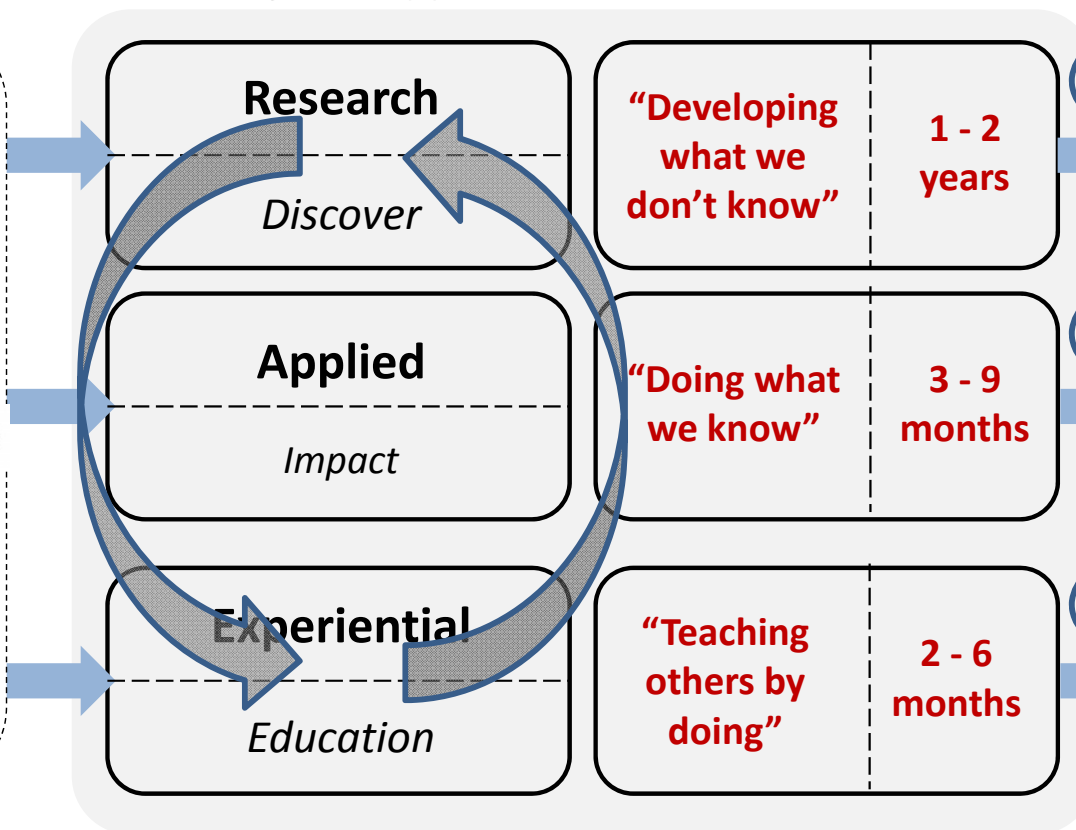 Research
Discover
“Developing
what we
don’t know”
1 - 2
years
Applied
Impact
“Doing what
we know”
3 - 9
months
Experiential
Education
“Teaching
others by
doing”
2 - 6
months